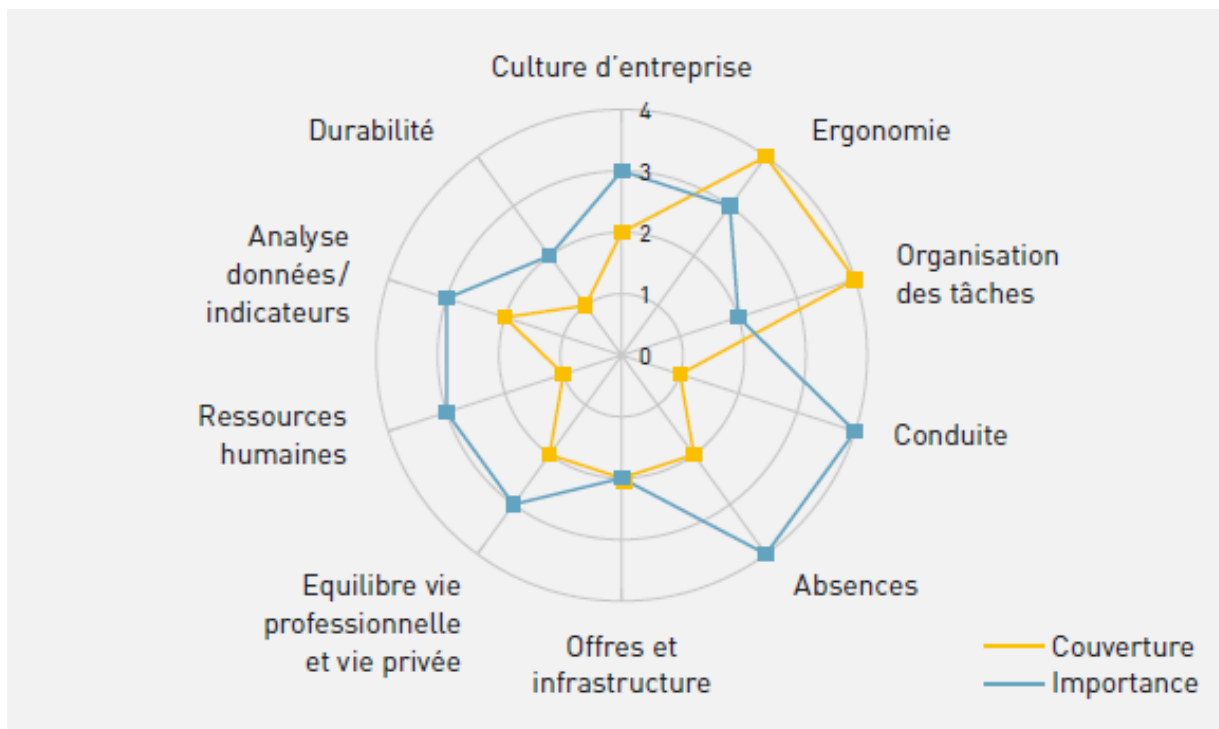 Culture d'entreprise
Durabilité
4
Ergonomie
3
Analyse
données/
indicateurs
2
Organisation
des tâches
1
0
Ressources
humaines
Conduite
Equilibre vie
professionnelle
et vie privée
Absences
Offres et
infrastructure
Couverture
Importance